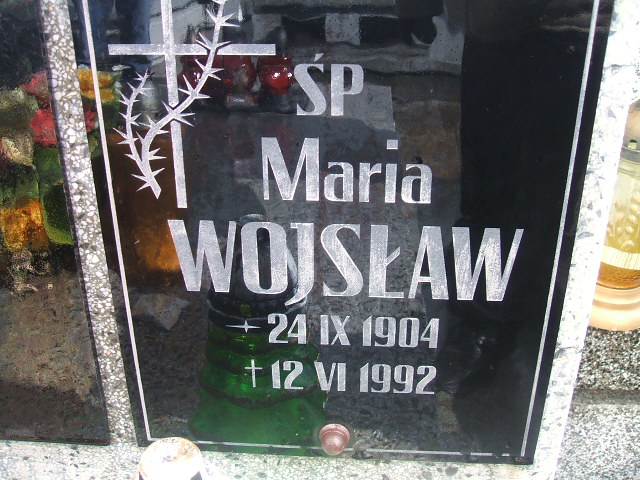 ŚP
Maria
WOJSŁAW
24 IX 1904
† 12 VI 1992